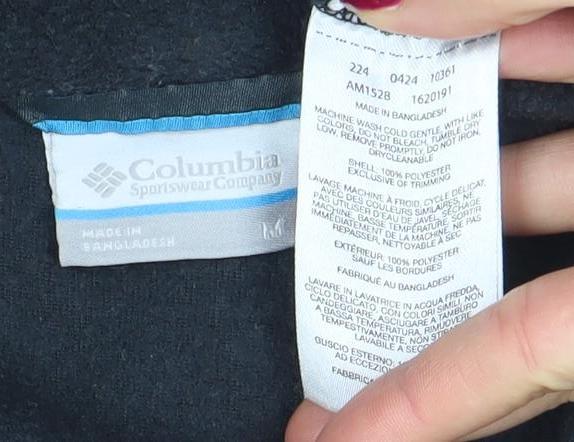 Columbia
Sportswear Company
MADE IN
BANGLADESH
M
224 0424 10361
AM1528 1620191
MADE IN BANGLADESH
MACHINE WASH COLD GENTLE, WITH LIKE
COLORS, DO NOT BLEACH, TUMBLE DRY
LOW, REMOVE PROMPTLY, DO NOT IRON,
DRYCLEANABLE
SHELL: 100% POLYESTER
EXCLUSIVE OF TRIMMING
LAVAGE MACHINE À FROID, CYCLE DÉLICAT,
AVEC DES COULEURS SIMILAIRES, NE
PAS UTILISER D'EAU DE JAVEL, SÉCHAGE
MACHINE, BASSE TEMPÉRATURE, SORTIR
IMMÉDIATEMENT DE LA MACHINE, NE PAS
REPASSER, NETTOYABLE À SEC
EXTÉRIEUR: 100% POLYESTER
SAUF LES BORDURES
FABRIQUÉ AU BANGLADESH
LAVARE IN LAVATRICE IN ACQUA FREDDA,
CICLO DELICATO, CON COLORI SIMILI, NON
CANDEGGIARE, ASCIUGARE A TAMBURO
A BASSA TEMPERATURA, RIMUOVERE
TEMPESTIVAMENTE, NON STIRARE,
LAVABILE A SECCO
GUSCIO ESTERNO:
AD